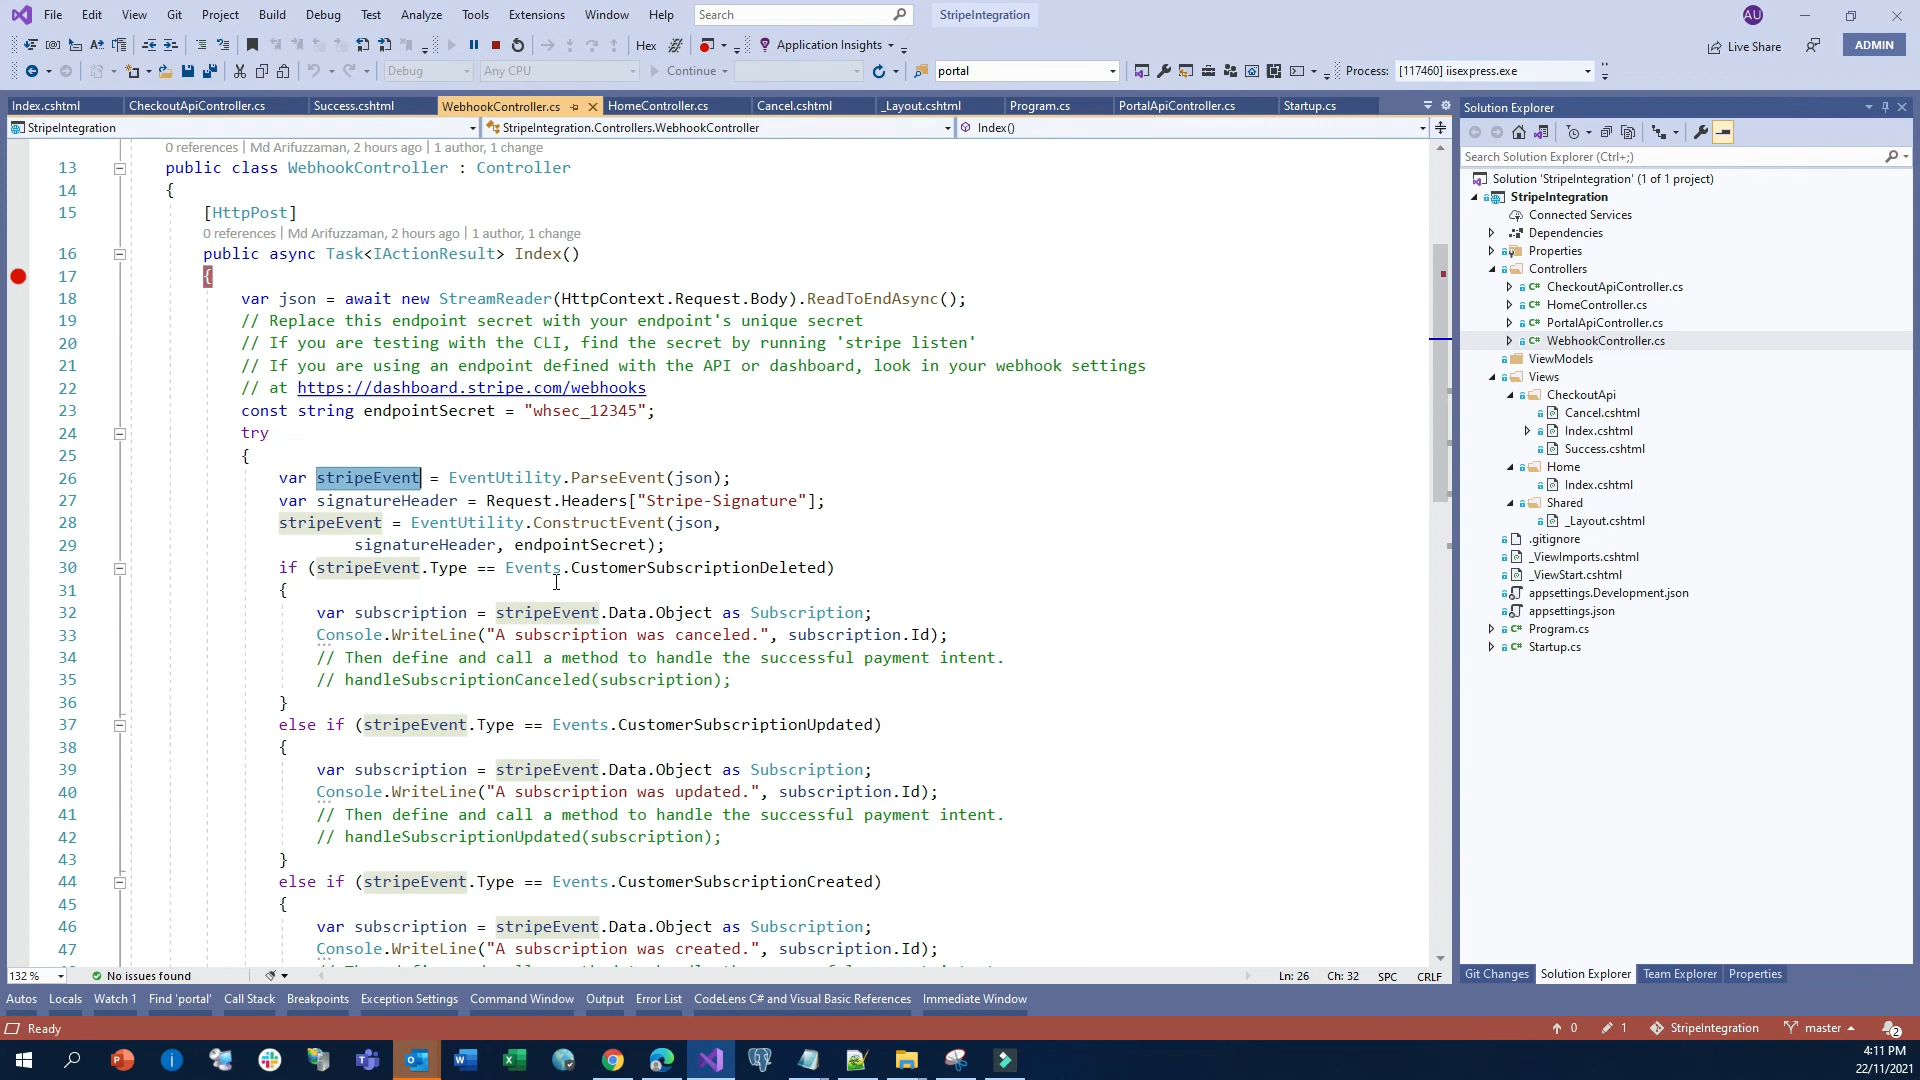 File Edit View Git Project Build Debug Test Analyze Tools Extensions Window Help Search StripeIntegration AU
Hex Application Insights Live Share ADMIN
Debug Any CPU Continue portal Process: [117460] iisexpress.exe
Index.cshtml CheckoutApiController.cs Success.cshtml WebhookController.cs HomeController.cs Cancel.cshtml _Layout.cshtml Program.cs PortalApiController.cs Startup.cs
StripeIntegration StripeIntegration.Controllers.WebhookController Index()
0 references | Md Arifuzzaman, 2 hours ago | 1 author, 1 change
13 public class WebhookController : Controller
14 {
15 [HttpPost]
0 references | Md Arifuzzaman, 2 hours ago | 1 author, 1 change
16 public async Task<IActionResult> Index()
17 {
18 var json = await new StreamReader(HttpContext.Request.Body).ReadToEndAsync();
19 // Replace this endpoint secret with your endpoint's unique secret
20 // If you are testing with the CLI, find the secret by running 'stripe listen'
21 // If you are using an endpoint defined with the API or dashboard, look in your webhook settings
22 // at https://dashboard.stripe.com/webhooks
23 const string endpointSecret = "whsec_12345";
24 try
25 {
26 var stripeEvent = EventUtility.ParseEvent(json);
27 var signatureHeader = Request.Headers["Stripe-Signature"];
28 stripeEvent = EventUtility.ConstructEvent(json,
29 signatureHeader, endpointSecret);
30 if (stripeEvent.Type == Events.CustomerSubscriptionDeleted)
31 {
32 var subscription = stripeEvent.Data.Object as Subscription;
33 Console.WriteLine("A subscription was canceled.", subscription.Id);
34 // Then define and call a method to handle the successful payment intent.
35 // handleSubscriptionCanceled(subscription);
36 }
37 else if (stripeEvent.Type == Events.CustomerSubscriptionUpdated)
38 {
39 var subscription = stripeEvent.Data.Object as Subscription;
40 Console.WriteLine("A subscription was updated.", subscription.Id);
41 // Then define and call a method to handle the successful payment intent.
42 // handleSubscriptionUpdated(subscription);
43 }
44 else if (stripeEvent.Type == Events.CustomerSubscriptionCreated)
45 {
46 var subscription = stripeEvent.Data.Object as Subscription;
47 Console.WriteLine("A subscription was created.", subscription.Id);
132 % No issues found Ln: 26 Ch: 32 SPC CRLF
Solution Explorer
Search Solution Explorer (Ctrl+;)
Solution 'StripeIntegration' (1 of 1 project)
StripeIntegration
Connected Services
Dependencies
Properties
Controllers
CheckoutApiController.cs
HomeController.cs
PortalApiController.cs
WebhookController.cs
ViewModels
Views
CheckoutApi
Cancel.cshtml
Index.cshtml
Success.cshtml
Home
Index.cshtml
Shared
_Layout.cshtml
.gitignore
_ViewImports.cshtml
_ViewStart.cshtml
appsettings.Development.json
appsettings.json
Program.cs
Startup.cs
Git Changes Solution Explorer Team Explorer Properties
Autos Locals Watch 1 Find 'portal' Call Stack Breakpoints Exception Settings Command Window Output Error List CodeLens C# and Visual Basic References Immediate Window
Ready 0 1 StripeIntegration master 2
4:11 PM
22/11/2021